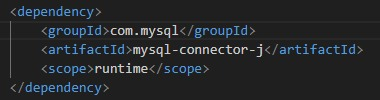 <dependency>
    <groupId>com.mysql</groupId>
    <artifactId>mysql-connector-j</artifactId>
    <scope>runtime</scope>
</dependency>